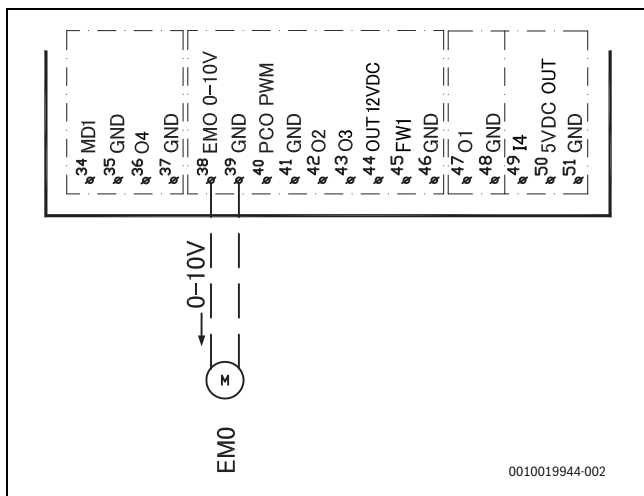 34 MD1
35 GND
36 O4
37 GND
38 EMO 0-10V
39 GND
40 PCO PWM
41 GND
42 O2
43 O3
44 OUT 12VDC
45 FW1
46 GND
47 O1
48 GND
49 I4
50 5VDC OUT
51 GND
0-10V
M
EM0
0010019944-002